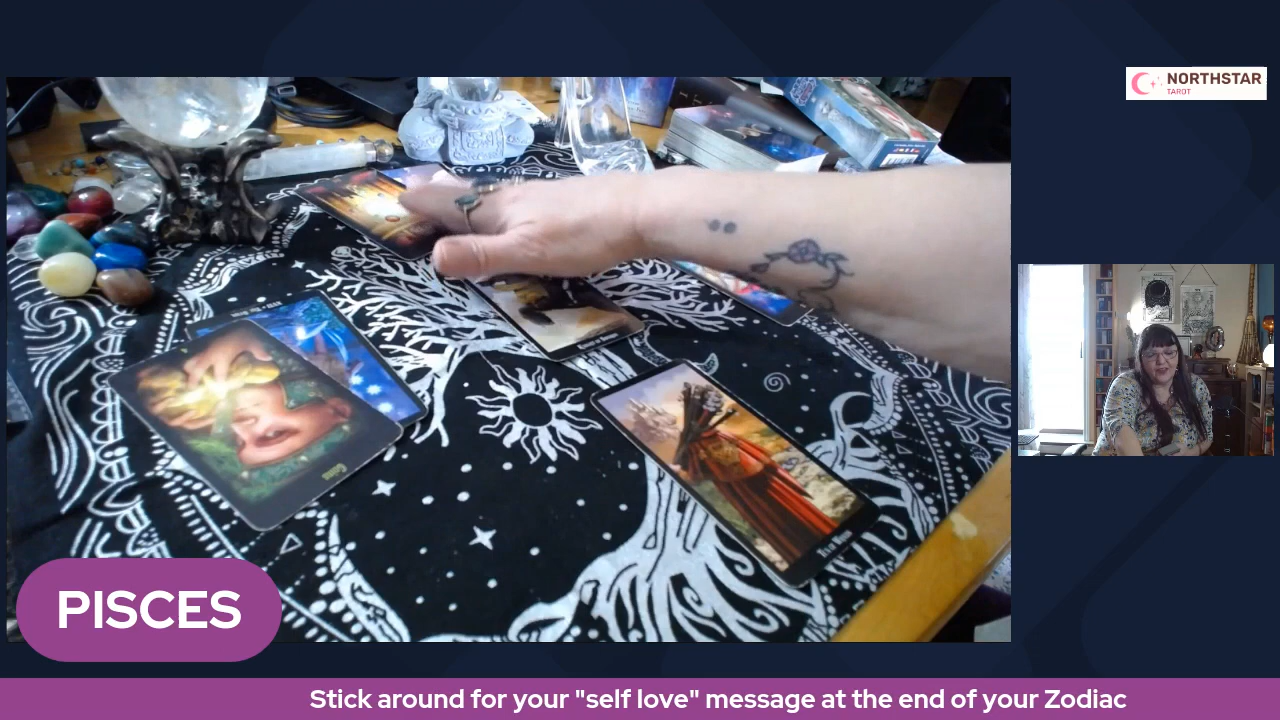 NORTHSTAR
TAROT
PISCES
Stick around for your "self love" message at the end of your Zodiac